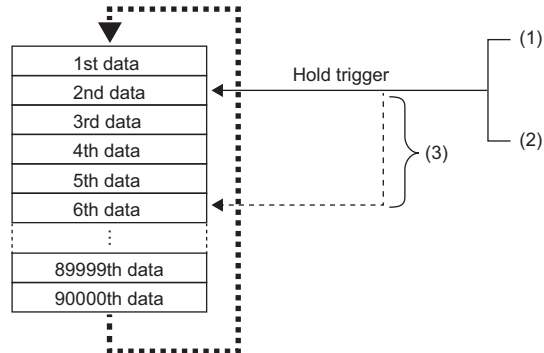 1st data
2nd data
3rd data
4th data
5th data
6th data
⋮
89999th data
90000th data
Hold trigger
(1)
(2)
(3)